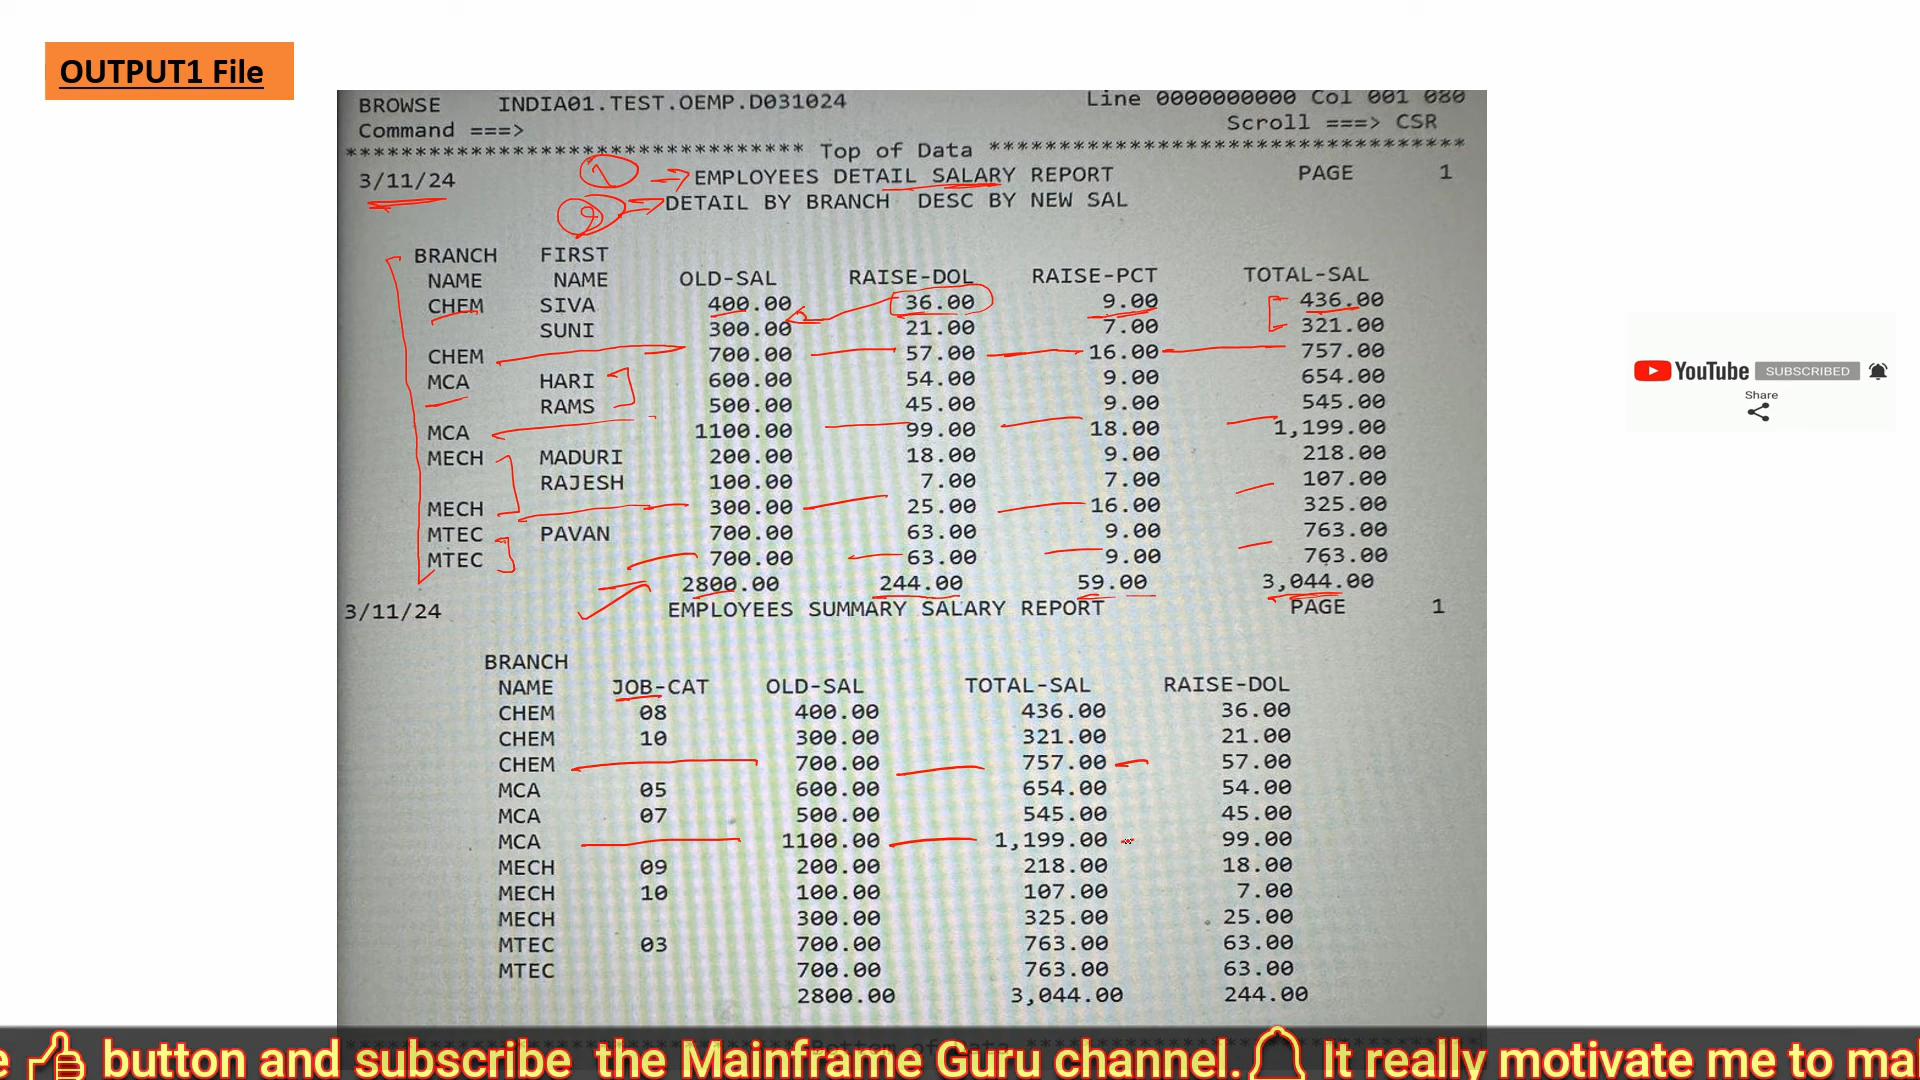 OUTPUT1 File
BROWSE INDIA01.TEST.OEMP.D031024 Line 0000000000 Col 001 080
Command ===> Scroll ===> CSR
********************************* Top of Data **********************************
3/11/24 1 EMPLOYEES DETAIL SALARY REPORT PAGE 1
2 DETAIL BY BRANCH DESC BY NEW SAL
BRANCH FIRST
NAME NAME OLD-SAL RAISE-DOL RAISE-PCT TOTAL-SAL
CHEM SIVA 400.00 36.00 9.00 436.00
SUNI 300.00 21.00 7.00 321.00
CHEM 700.00 57.00 16.00 757.00
MCA HARI 600.00 54.00 9.00 654.00
RAMS 500.00 45.00 9.00 545.00
MCA 1100.00 99.00 18.00 1,199.00
MECH MADURI 200.00 18.00 9.00 218.00
RAJESH 100.00 7.00 7.00 107.00
MECH 300.00 25.00 16.00 325.00
MTEC PAVAN 700.00 63.00 9.00 763.00
MTEC 700.00 63.00 9.00 763.00
2800.00 244.00 59.00 3,044.00
3/11/24 EMPLOYEES SUMMARY SALARY REPORT PAGE 1
BRANCH
NAME JOB-CAT OLD-SAL TOTAL-SAL RAISE-DOL
CHEM 08 400.00 436.00 36.00
CHEM 10 300.00 321.00 21.00
CHEM 700.00 757.00 57.00
MCA 05 600.00 654.00 54.00
MCA 07 500.00 545.00 45.00
MCA 1100.00 1,199.00 99.00
MECH 09 200.00 218.00 18.00
MECH 10 100.00 107.00 7.00
MECH 300.00 325.00 25.00
MTEC 03 700.00 763.00 63.00
MTEC 700.00 763.00 63.00
2800.00 3,044.00 244.00
YouTube SUBSCRIBED
Share
button and subscribe the Mainframe Guru channel. It really motivate me to